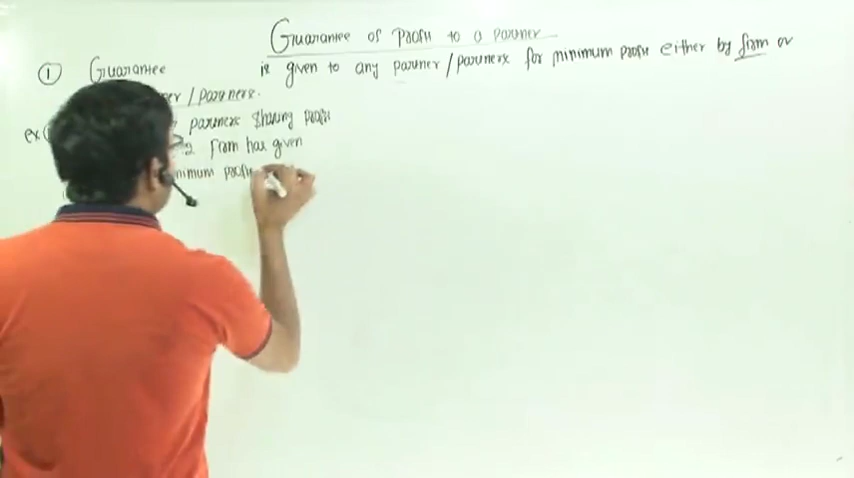 Guarantee of Profit to a Partner
① Guarantee is given to any partner / partners for minimum profit either by firm or
/ partners.
ex partners sharing profit
2 firm has given
nimum profit